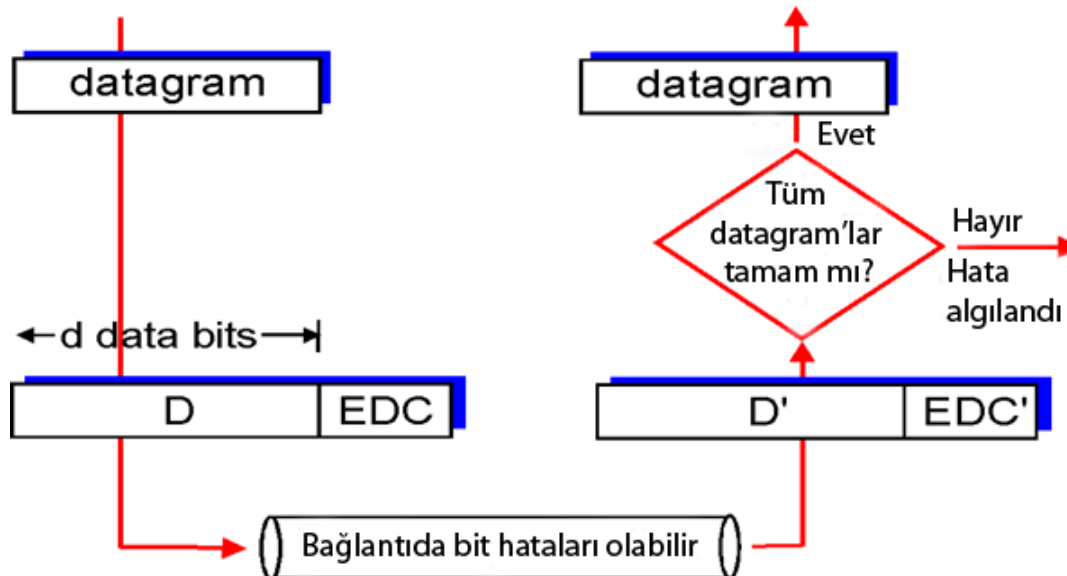 datagram
d data bits
D
EDC
Bağlantıda bit hataları olabilir
datagram
Evet
Tüm
datagram'lar
tamam mı?
Hayır
Hata
algılandı
D'
EDC'